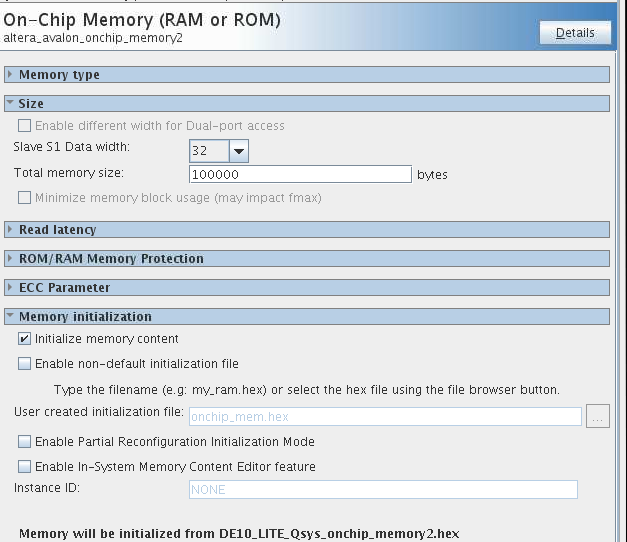 On-Chip Memory (RAM or ROM)
altera_avalon_onchip_memory2
Details
Memory type
Size
Enable different width for Dual-port access
Slave S1 Data width: 32
Total memory size: 100000 bytes
Minimize memory block usage (may impact fmax)
Read latency
ROM/RAM Memory Protection
ECC Parameter
Memory initialization
Initialize memory content
Enable non-default initialization file
Type the filename (e.g: my_ram.hex) or select the hex file using the file browser button.
User created initialization file: onchip_mem.hex ...
Enable Partial Reconfiguration Initialization Mode
Enable In-System Memory Content Editor feature
Instance ID: NONE
Memory will be initialized from DE10_LITE_Qsys_onchip_memory2.hex